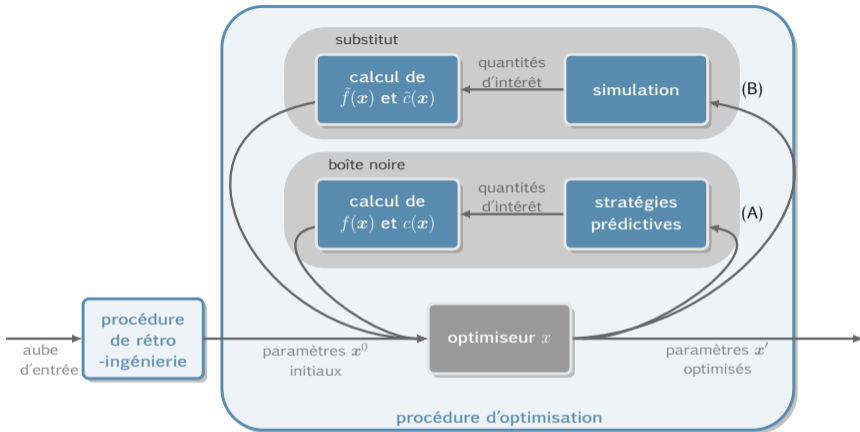 substitut
calcul de
f̃(x) et c̃(x)
quantités
d'intérêt
simulation
(B)
boîte noire
calcul de
f(x) et c(x)
quantités
d'intérêt
stratégies
prédictives
(A)
procédure
de rétro
-ingénierie
aube
d'entrée
paramètres x⁰
initiaux
optimiseur x
paramètres x′
optimisés
procédure d'optimisation